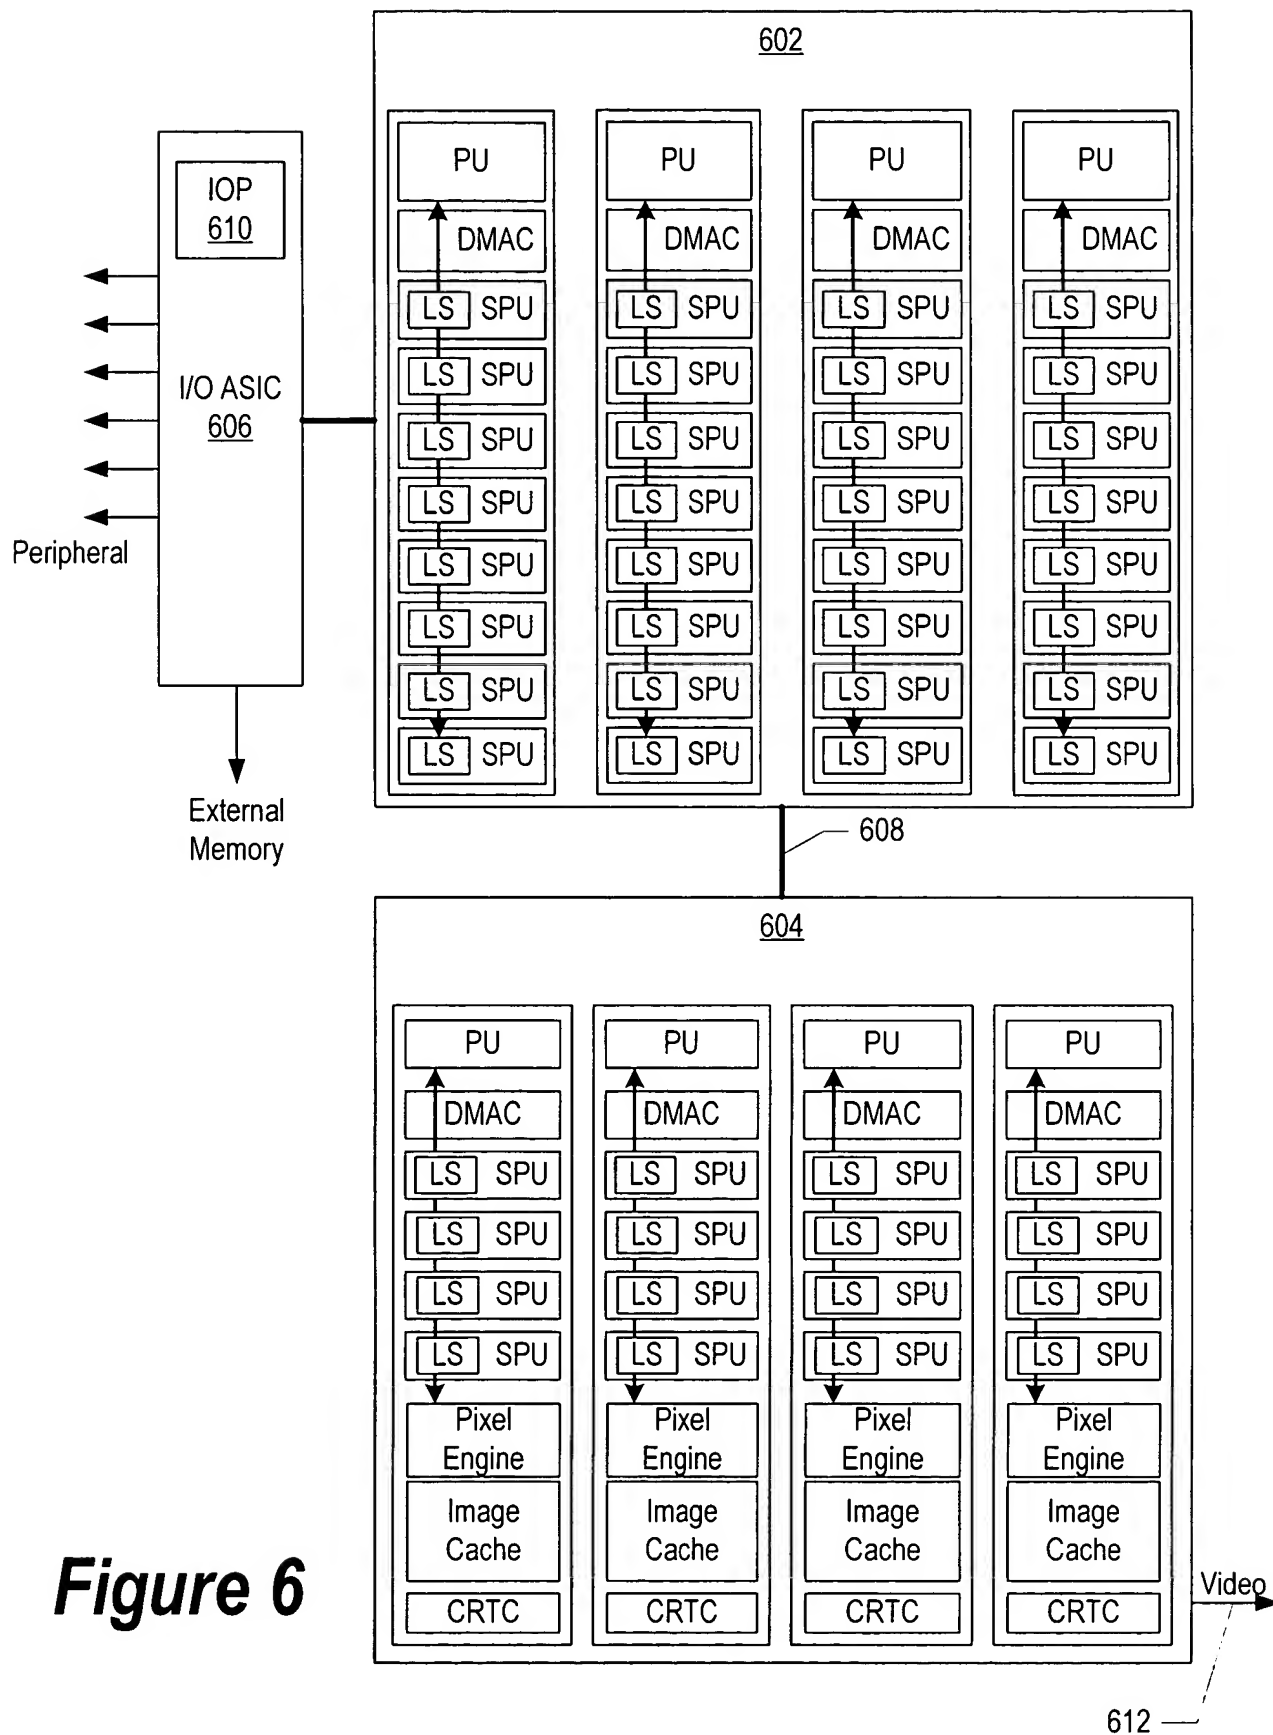 602
PU PU PU PU
IOP
610
DMAC DMAC DMAC DMAC
LS SPU LS SPU LS SPU LS SPU
LS SPU LS SPU LS SPU LS SPU
I/O ASIC
606
LS SPU LS SPU LS SPU LS SPU
LS SPU LS SPU LS SPU LS SPU
Peripheral
LS SPU LS SPU LS SPU LS SPU
LS SPU LS SPU LS SPU LS SPU
LS SPU LS SPU LS SPU LS SPU
LS SPU LS SPU LS SPU LS SPU
External
Memory
608
604
PU PU PU PU
DMAC DMAC DMAC DMAC
LS SPU LS SPU LS SPU LS SPU
LS SPU LS SPU LS SPU LS SPU
LS SPU LS SPU LS SPU LS SPU
LS SPU LS SPU LS SPU LS SPU
Pixel Pixel Pixel Pixel
Engine Engine Engine Engine
Image Image Image Image
Cache Cache Cache Cache
CRTC CRTC CRTC CRTC
Video
Figure 6
612